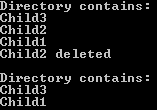 Directory contains:
Child3
Child2
Child1
Child2 deleted
Directory contains:
Child3
Child1